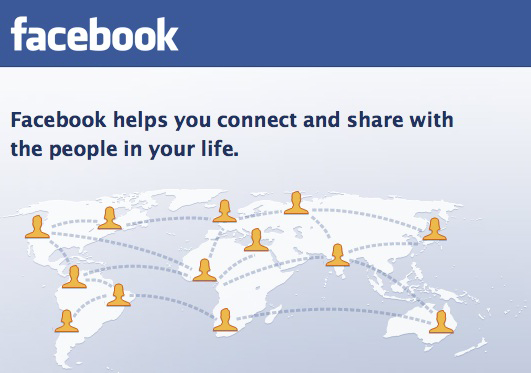 facebook
Facebook helps you connect and share with
the people in your life.